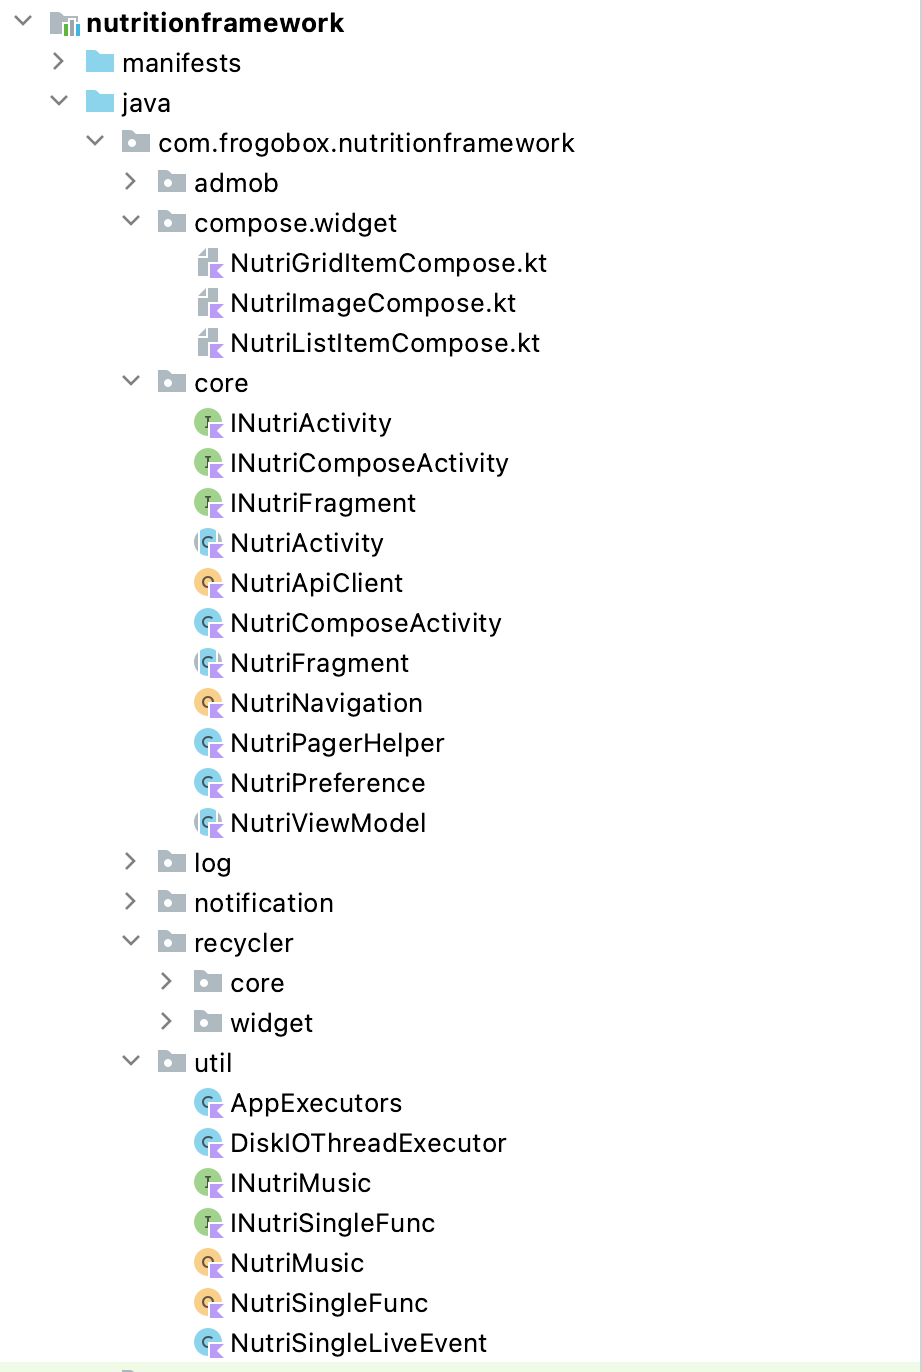 nutritionframework
manifests
java
com.frogobox.nutritionframework
admob
compose.widget
NutriGridItemCompose.kt
NutriImageCompose.kt
NutriListItemCompose.kt
core
INutriActivity
INutriComposeActivity
INutriFragment
NutriActivity
NutriApiClient
NutriComposeActivity
NutriFragment
NutriNavigation
NutriPagerHelper
NutriPreference
NutriViewModel
log
notification
recycler
core
widget
util
AppExecutors
DiskIOThreadExecutor
INutriMusic
INutriSingleFunc
NutriMusic
NutriSingleFunc
NutriSingleLiveEvent